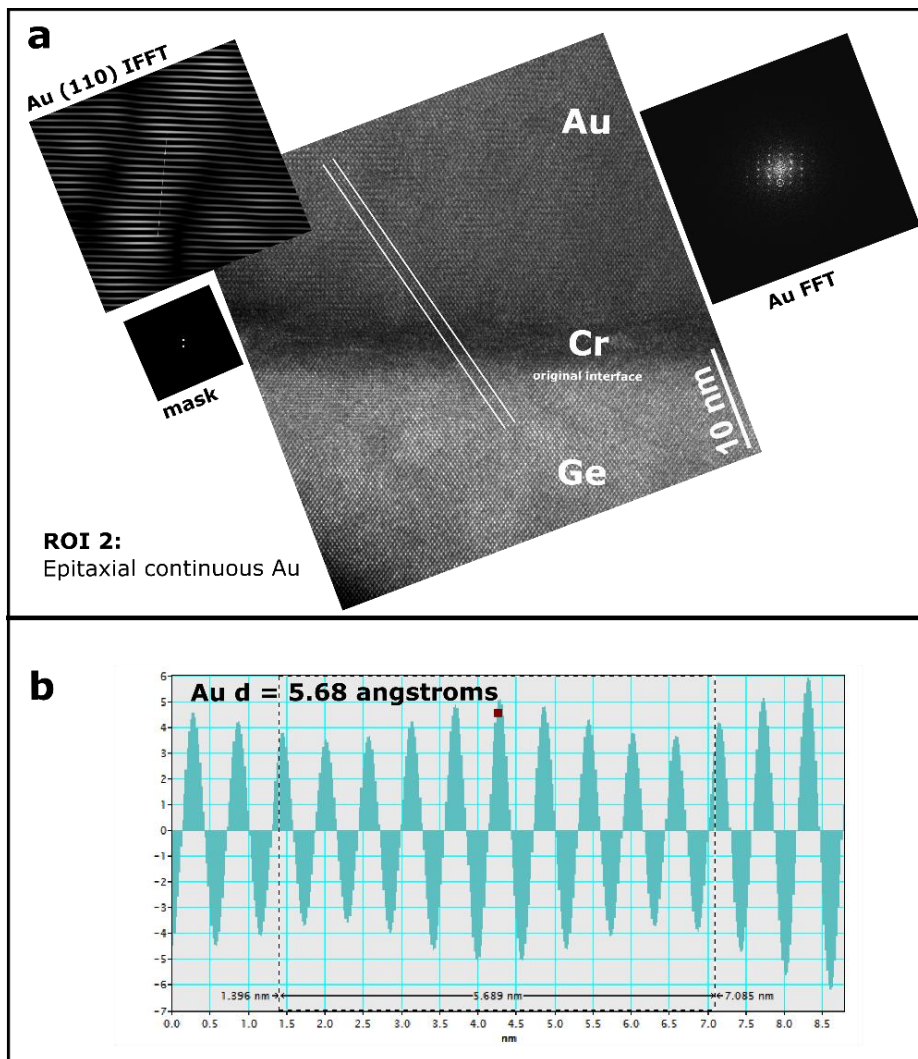 a
Au (110) IFFT
mask
Au
Cr
original interface
Ge
10 nm
Au FFT
ROI 2:
Epitaxial continuous Au
b
Au d = 5.68 angstroms
6
5
4
3
2
1
0
-1
-2
-3
-4
-5
-6
-7
1.396 nm
5.689 nm
7.085 nm
0.0 0.5 1.0 1.5 2.0 2.5 3.0 3.5 4.0 4.5 5.0 5.5 6.0 6.5 7.0 7.5 8.0 8.5
nm